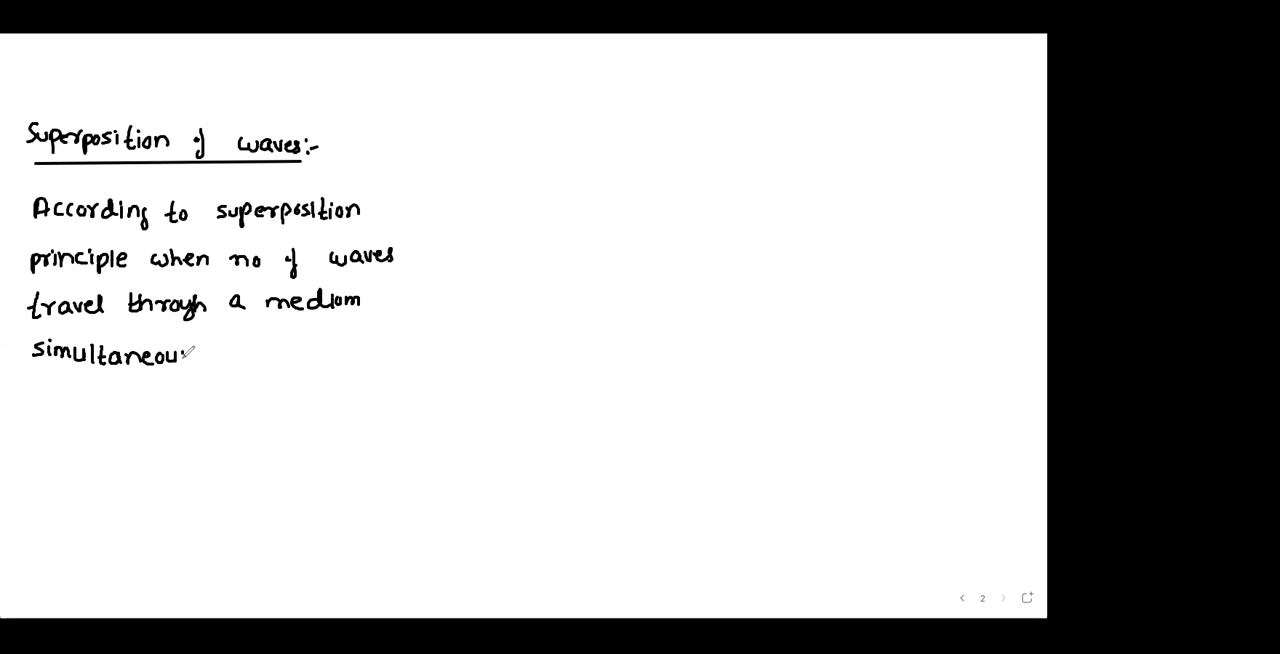 Superposition of waves:-
According to superposition
principle when no of waves
travel through a medium
simultaneou
2